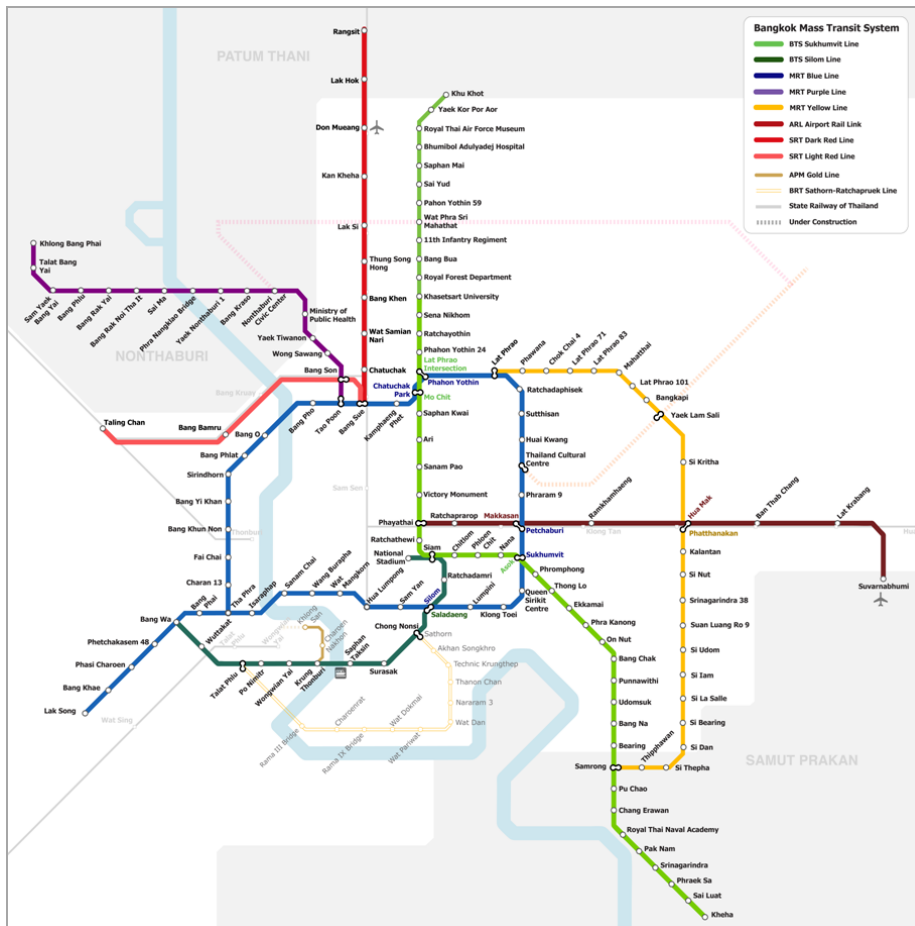 Bangkok Mass Transit System
BTS Sukhumvit Line
BTS Silom Line
MRT Blue Line
MRT Purple Line
MRT Yellow Line
ARL Airport Rail Link
SRT Dark Red Line
SRT Light Red Line
APM Gold Line
BRT Sathorn-Ratchapruek Line
State Railway of Thailand
Under Construction
PATUM THANI
NONTHABURI
SAMUT PRAKAN
Rangsit
Lak Hok
Don Mueang
Kan Kheha
Lak Si
Thung Song
Hong
Bang Khen
Wat Samian
Nari
Chatuchak
Khu Khot
Yaek Kor Por Aor
Royal Thai Air Force Museum
Bhumibol Adulyadej Hospital
Saphan Mai
Sai Yud
Pahon Yothin 59
Wat Phra Sri
Mahathat
11th Infantry Regiment
Bang Bua
Royal Forest Department
Khasetsart University
Sena Nikhom
Ratchayothin
Phahon Yothin 24
Lat Phrao
Intersection
Phahon Yothin
Chatuchak
Park
Mo Chit
Saphan Kwai
Ari
Sanam Pao
Victory Monument
Phayathai
Ratchathewi
Siam
National
Stadium
Khlong Bang Phai
Talat Bang
Yai
Sam Yaek
Bang Yai
Bang Phlu
Bang Rak Yai
Bang Rak Noi Tha It
Sai Ma
Phra Nangklao Bridge
Yaek Nonthaburi 1
Bang Kraso
Nonthaburi
Civic Center
Ministry of
Public Health
Yaek Tiwanon
Wong Sawang
Bang Son
Tao Poon
Bang Sue
Kamphaeng
Phet
Bang Kruay
Taling Chan
Bang Bamru
Bang Pho
Bang O
Bang Phlat
Sirindhorn
Bang Yi Khan
Bang Khun Non
Fai Chai
Charan 13
Thonburi
Sam Sen
Lat Phrao
Phawana
Chok Chai 4
Lat Phrao 71
Lat Phrao 83
Mahatthai
Lat Phrao 101
Bangkapi
Yaek Lam Sali
Si Kritha
Ratchadaphisek
Sutthisan
Huai Kwang
Thailand Cultural
Centre
Phraram 9
Petchaburi
Sukhumvit
Ratchaprarop
Makkasan
Ramkhamhaeng
Klong Tan
Hua Mak
Phatthanakan
Ban Thab Chang
Lat Krabang
Hua
Suvarnabhumi
Chitlom
Phloen
Chit
Nana
Asok
Phromphong
Thong Lo
Ekkamai
Phra Kanong
On Nut
Bang Chak
Punnawithi
Udomsuk
Bang Na
Bearing
Samrong
Pu Chao
Chang Erawan
Royal Thai Naval Academy
Pak Nam
Srinagarindra
Phraek Sa
Sai Luat
Kheha
Kalantan
Si Nut
Srinagarindra 38
Suan Luang Ro 9
Si Udom
Si Iam
Si La Salle
Si Bearing
Si Dan
Si Thepha
Thipphawan
Ratchadamri
Silom
Saladaeng
Lumpini
Klong Toei
Queen
Sirikit
Centre
Sam Yan
Hua Lumpong
Wat
Mangkorn
Wang Burapha
Sanam Chai
Isaraphap
Tha Phra
Bang
Phai
Bang Wa
Phetchakasem 48
Phasi Charoen
Bang Khae
Lak Song
Wat Sing
Wuttakat
Talat
Phlu
Wongwian
Yai
Khlong
San
Charoen
Nakhon
Talat Phlu
Po Nimitr
Wongwian Yai
Krung
Thonburi
Saphan
Taksin
Surasak
Chong Nonsi
Sathorn
Akhan Songkhro
Technic Krungthep
Thanon Chan
Nararam 3
Wat Dan
Wat Pariwat
Wat Dokmai
Rama IX Bridge
Charoenrat
Rama III Bridge